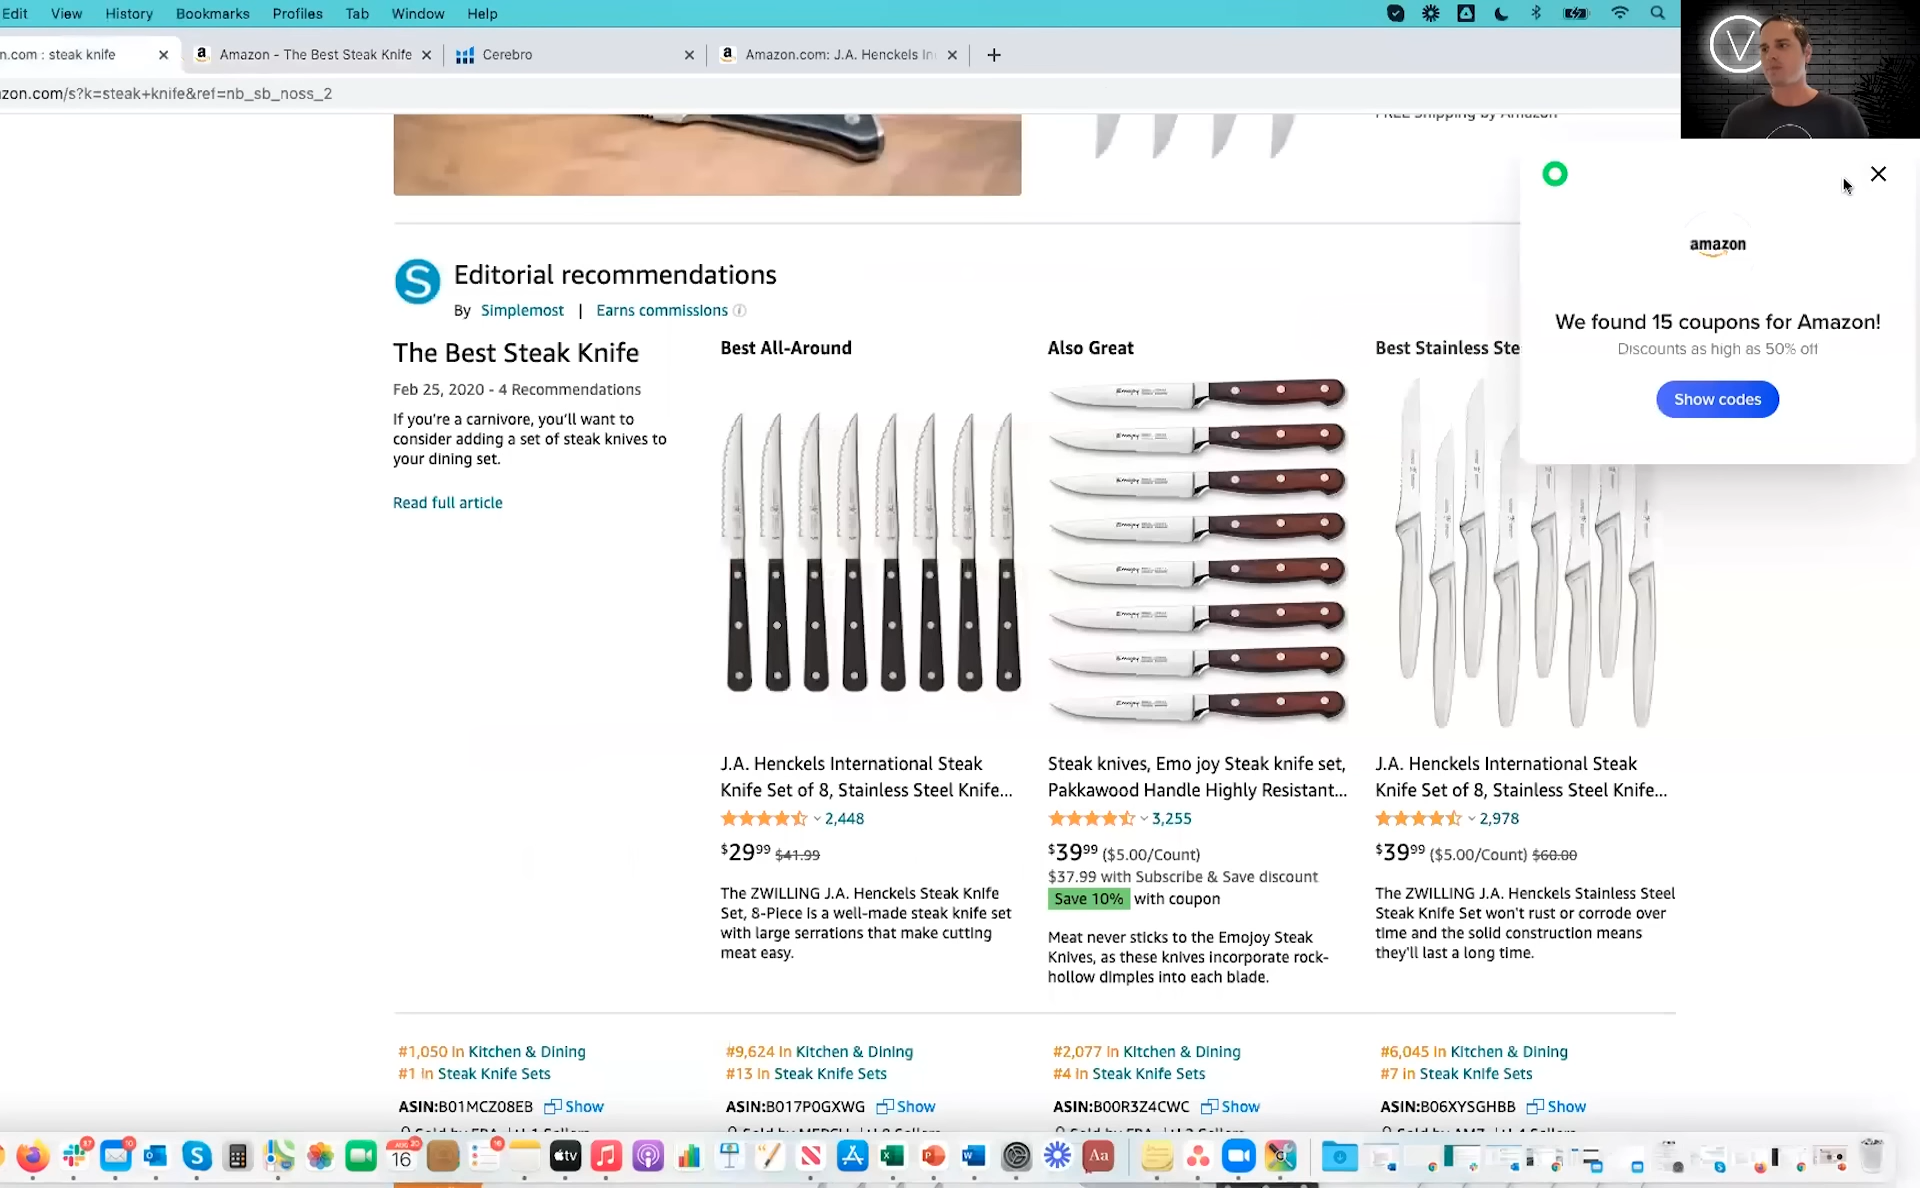 Edit View History Bookmarks Profiles Tab Window Help
n.com : steak knife
Amazon - The Best Steak Knife
Cerebro
Amazon.com: J.A. Henckels In
zon.com/s?k=steak+knife&ref=nb_sb_noss_2
FREE Shipping by Amazon
V
amazon
We found 15 coupons for Amazon!
Discounts as high as 50% off
Show codes
S
Editorial recommendations
By Simplemost | Earns commissions
The Best Steak Knife
Feb 25, 2020 - 4 Recommendations
If you're a carnivore, you'll want to
consider adding a set of steak knives to
your dining set.
Read full article
Best All-Around
J.A. Henckels International Steak
Knife Set of 8, Stainless Steel Knife...
2,448
$29.99 $41.99
The ZWILLING J.A. Henckels Steak Knife
Set, 8-Piece is a well-made steak knife set
with large serrations that make cutting
meat easy.
Also Great
Steak knives, Emo joy Steak knife set,
Pakkawood Handle Highly Resistant...
3,255
$39.99 ($5.00/Count)
$37.99 with Subscribe & Save discount
Save 10% with coupon
Meat never sticks to the Emojoy Steak
Knives, as these knives incorporate rock-
hollow dimples into each blade.
Best Stainless Ste
J.A. Henckels International Steak
Knife Set of 8, Stainless Steel Knife...
2,978
$39.99 ($5.00/Count) $60.00
The ZWILLING J.A. Henckels Stainless Steel
Steak Knife Set won't rust or corrode over
time and the solid construction means
they'll last a long time.
#1,050 in Kitchen & Dining
#1 in Steak Knife Sets
ASIN:B01MCZ08EB Show
#9,624 in Kitchen & Dining
#13 in Steak Knife Sets
ASIN:B017P0GXWG Show
#2,077 in Kitchen & Dining
#4 in Steak Knife Sets
ASIN:B00R3Z4CWC Show
#6,045 in Kitchen & Dining
#7 in Steak Knife Sets
ASIN:B06XYSGHBB Show
16
tv
Aa